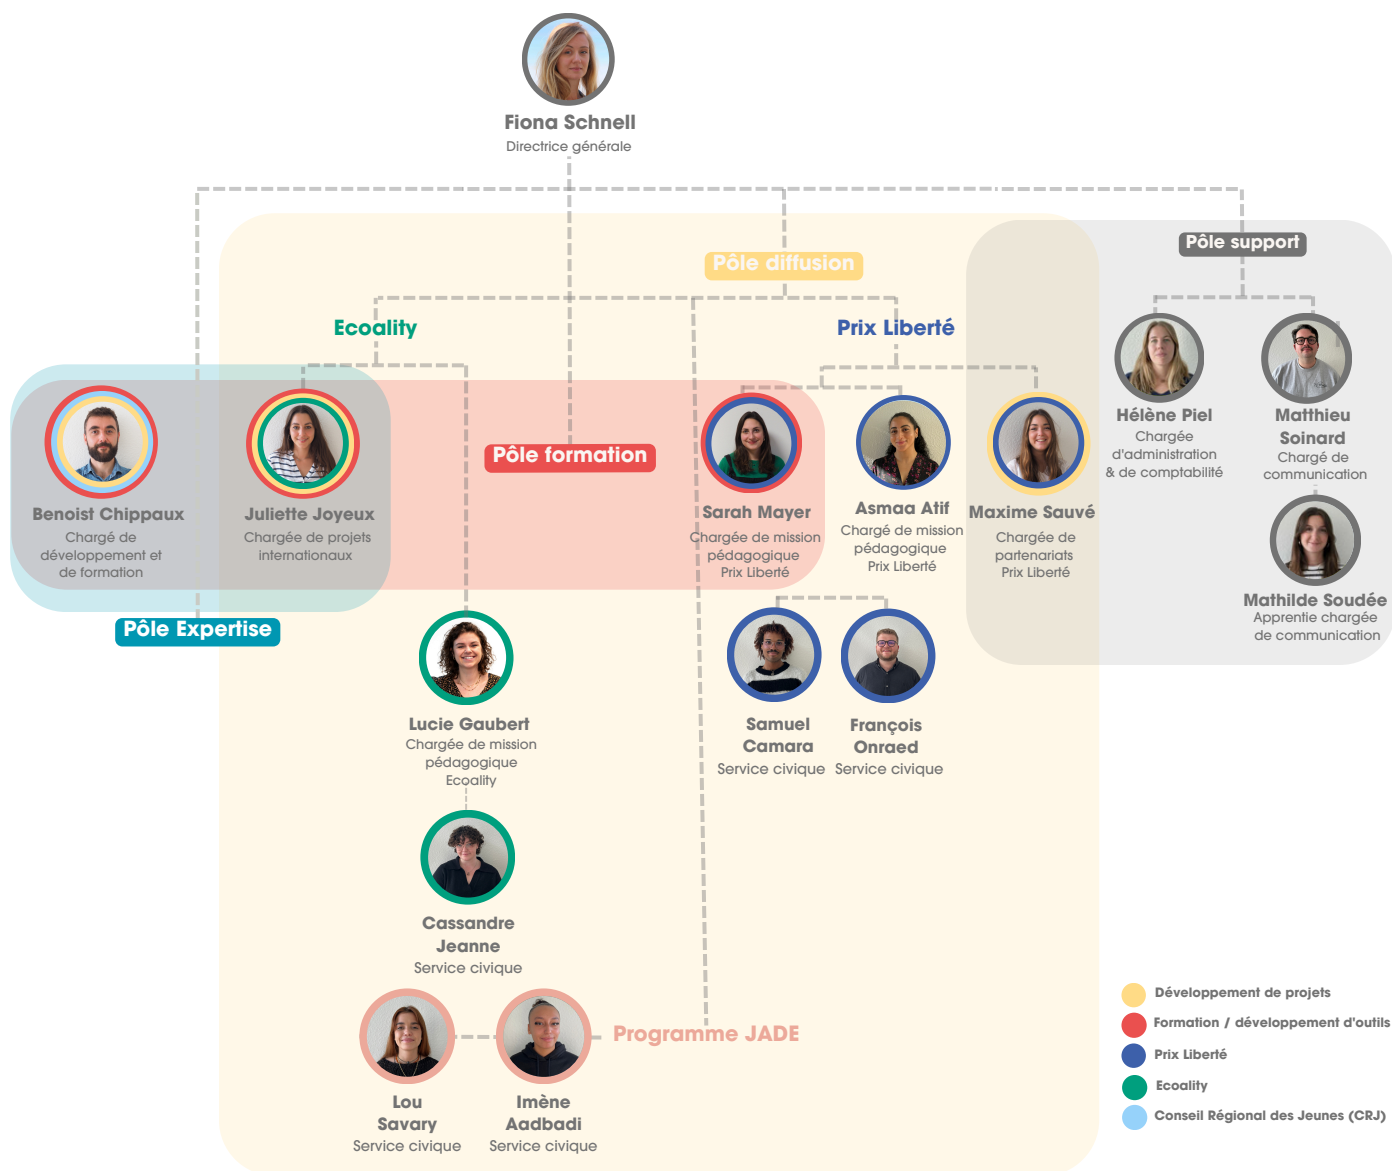 Fiona Schnell
Directrice générale
Pôle support
Pôle diffusion
Ecoality
Prix Liberté
Hélène Piel
Chargée
d'administration
& de comptabilité
Matthieu
Soinard
Chargé de
communication
Pôle formation
Benoist Chippaux
Chargé de
développement et
de formation
Juliette Joyeux
Chargée de projets
internationaux
Sarah Mayer
Chargée de mission
pédagogique
Prix Liberté
Asmaa Atif
Chargé de mission
pédagogique
Prix Liberté
Maxime Sauvé
Chargée de
partenariats
Prix Liberté
Mathilde Soudée
Apprentie chargée
de communication
Pôle Expertise
Lucie Gaubert
Chargée de mission
pédagogique
Ecoality
Samuel
Camara
Service civique
François
Onraed
Service civique
Cassandre
Jeanne
Service civique
Programme JADE
Lou
Savary
Service civique
Imène
Aadbadi
Service civique
Développement de projets
Formation / développement d'outils
Prix Liberté
Ecoality
Conseil Régional des Jeunes (CRJ)